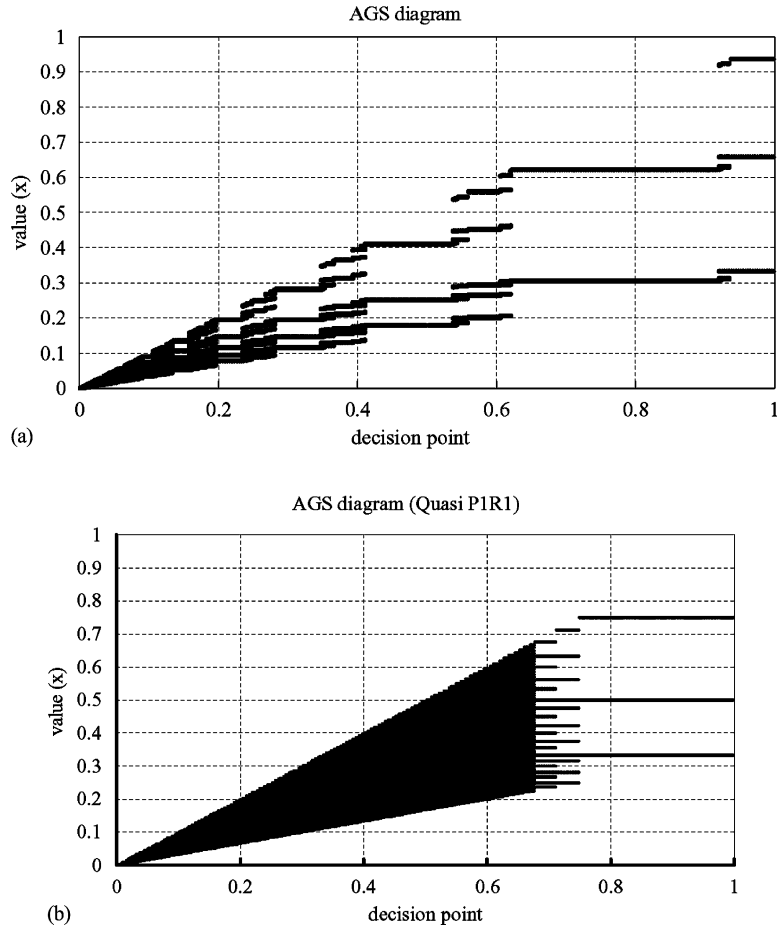 AGS diagram
1
0.9
0.8
0.7
0.6
0.5
0.4
0.3
0.2
0.1
0
value (x)
0 0.2 0.4 0.6 0.8 1
decision point
(a)
AGS diagram (Quasi P1R1)
1
0.9
0.8
0.7
0.6
0.5
0.4
0.3
0.2
0.1
0
value (x)
0 0.2 0.4 0.6 0.8 1
decision point
(b)